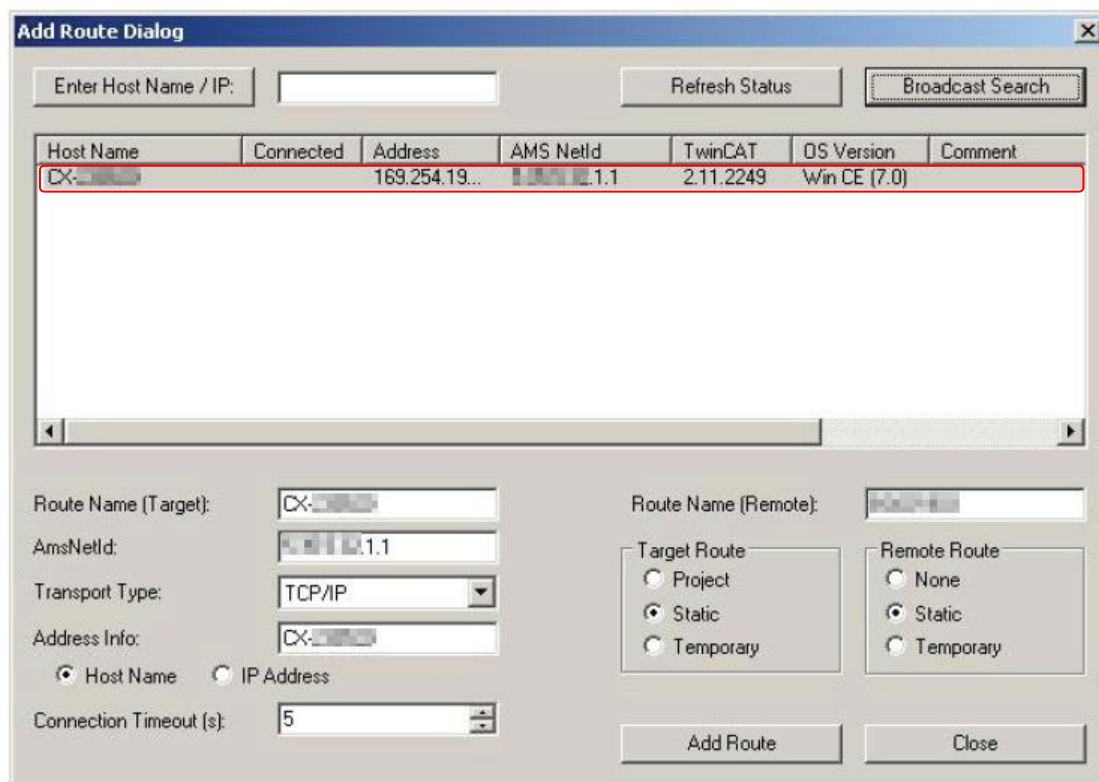 Add Route Dialog
Enter Host Name / IP: Refresh Status Broadcast Search
Host Name Connected Address AMS NetId TwinCAT OS Version Comment
CX- 169.254.19... .1.1 2.11.2249 Win CE (7.0)
Route Name (Target): CX- Route Name (Remote):
AmsNetId: .1.1 Target Route Remote Route
Project None
Transport Type: TCP/IP Static Static
Address Info: CX- Temporary Temporary
Host Name IP Address
Connection Timeout (s): 5
Add Route Close